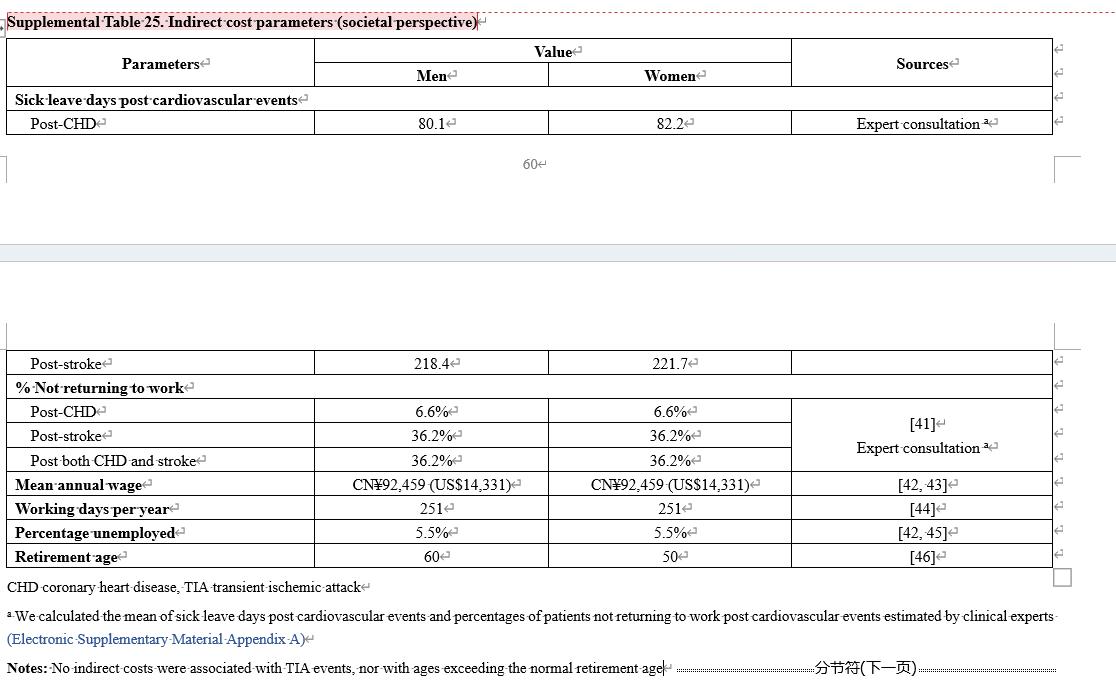 Supplemental Table 25. Indirect cost parameters (societal perspective)
Parameters Value Sources
Men Women
Sick leave days post cardiovascular events
Post-CHD 80.1 82.2 Expert consultation ᵃ
60
Post-stroke 218.4 221.7
% Not returning to work
Post-CHD 6.6% 6.6% [41]
Post-stroke 36.2% 36.2% Expert consultation ᵃ
Post both CHD and stroke 36.2% 36.2%
Mean annual wage CN¥92,459 (US$14,331) CN¥92,459 (US$14,331) [42, 43]
Working days per year 251 251 [44]
Percentage unemployed 5.5% 5.5% [42, 45]
Retirement age 60 50 [46]
CHD coronary heart disease, TIA transient ischemic attack
ᵃ We calculated the mean of sick leave days post cardiovascular events and percentages of patients not returning to work post cardiovascular events estimated by clinical experts
(Electronic Supplementary Material Appendix A)
Notes: No indirect costs were associated with TIA events, nor with ages exceeding the normal retirement age 分节符(下一页)